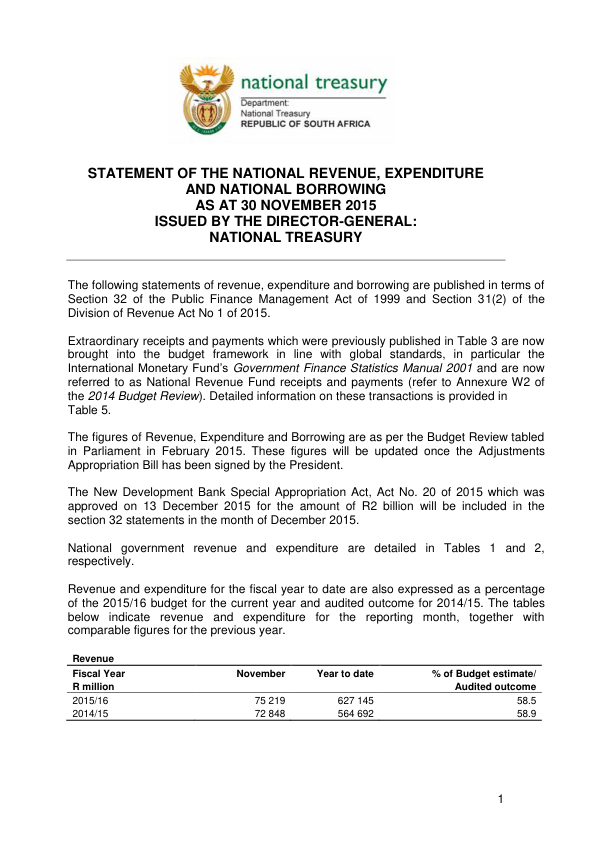 national treasury
Department:
National Treasury
REPUBLIC OF SOUTH AFRICA
STATEMENT OF THE NATIONAL REVENUE, EXPENDITURE
AND NATIONAL BORROWING
AS AT 30 NOVEMBER 2015
ISSUED BY THE DIRECTOR-GENERAL:
NATIONAL TREASURY
The following statements of revenue, expenditure and borrowing are published in terms of
Section 32 of the Public Finance Management Act of 1999 and Section 31(2) of the
Division of Revenue Act No 1 of 2015.
Extraordinary receipts and payments which were previously published in Table 3 are now
brought into the budget framework in line with global standards, in particular the
International Monetary Fund's Government Finance Statistics Manual 2001 and are now
referred to as National Revenue Fund receipts and payments (refer to Annexure W2 of
the 2014 Budget Review). Detailed information on these transactions is provided in
Table 5.
The figures of Revenue, Expenditure and Borrowing are as per the Budget Review tabled
in Parliament in February 2015. These figures will be updated once the Adjustments
Appropriation Bill has been signed by the President.
The New Development Bank Special Appropriation Act, Act No. 20 of 2015 which was
approved on 13 December 2015 for the amount of R2 billion will be included in the
section 32 statements in the month of December 2015.
National government revenue and expenditure are detailed in Tables 1 and 2,
respectively.
Revenue and expenditure for the fiscal year to date are also expressed as a percentage
of the 2015/16 budget for the current year and audited outcome for 2014/15. The tables
below indicate revenue and expenditure for the reporting month, together with
comparable figures for the previous year.
Revenue
Fiscal Year November Year to date % of Budget estimate/
R million Audited outcome
2015/16 75 219 627 145 58.5
2014/15 72 848 564 692 58.9
1